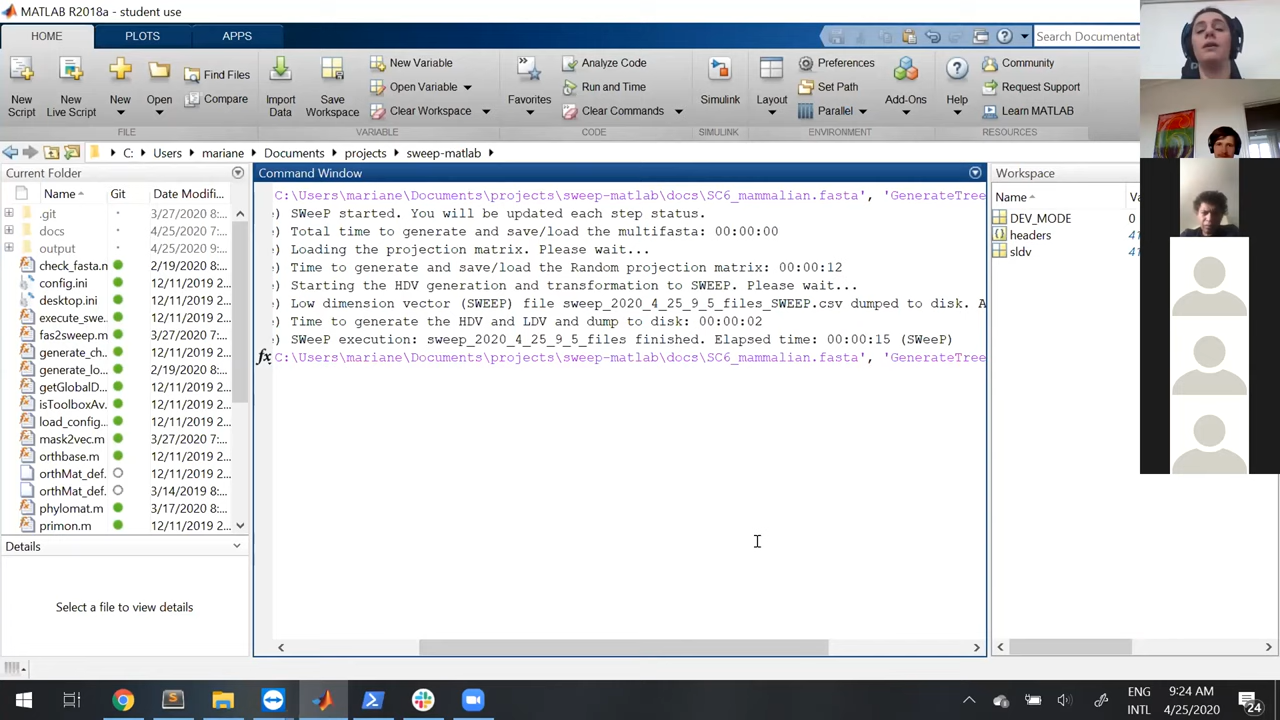 MATLAB R2018a - student use
HOME PLOTS APPS
Search Documentat
New Script
New Live Script
New
Open
Find Files
Compare
FILE
Import Data
Save Workspace
New Variable
Open Variable
Clear Workspace
VARIABLE
Favorites
Analyze Code
Run and Time
Clear Commands
CODE
Simulink
SIMULINK
Layout
Preferences
Set Path
Parallel
Add-Ons
ENVIRONMENT
Help
Community
Request Support
Learn MATLAB
RESOURCES
C: Users mariane Documents projects sweep-matlab
Current Folder
Name Git Date Modifi...
.git 3/27/2020 7:...
docs 4/25/2020 7...
output 4/25/2020 9...
check_fasta.n 2/19/2020 8:...
config.ini 12/11/2019 2...
desktop.ini 12/11/2019 2...
execute_swe... 12/11/2019 2...
fas2sweep.m 3/27/2020 7:...
generate_ch... 12/11/2019 2...
generate_lo... 2/19/2020 8:...
getGlobalD... 12/11/2019 2...
isToolboxAv... 12/11/2019 2...
load_config... 12/11/2019 2...
mask2vec.m 3/27/2020 7:...
orthbase.m 12/11/2019 2...
orthMat_def... 12/11/2019 2...
orthMat_def... 3/14/2019 8:...
phylomat.m 3/17/2020 8:...
primon.m 12/11/2019 2...
Details
Select a file to view details
Command Window
C:\Users\mariane\Documents\projects\sweep-matlab\docs\SC6_mammalian.fasta', 'GenerateTree
) SWeeP started. You will be updated each step status.
) Total time to generate and save/load the multifasta: 00:00:00
) Loading the projection matrix. Please wait...
) Time to generate and save/load the Random projection matrix: 00:00:12
) Starting the HDV generation and transformation to SWEEP. Please wait...
) Low dimension vector (SWEEP) file sweep_2020_4_25_9_5_files_SWEEP.csv dumped to disk. A
) Time to generate the HDV and LDV and dump to disk: 00:00:02
) SWeeP execution: sweep_2020_4_25_9_5_files finished. Elapsed time: 00:00:15 (SWeeP)
fx C:\Users\mariane\Documents\projects\sweep-matlab\docs\SC6_mammalian.fasta', 'GenerateTree
Workspace
Name Va
DEV_MODE 0
headers 41
sldv 41
ENG
INTL
9:24 AM
4/25/2020
24